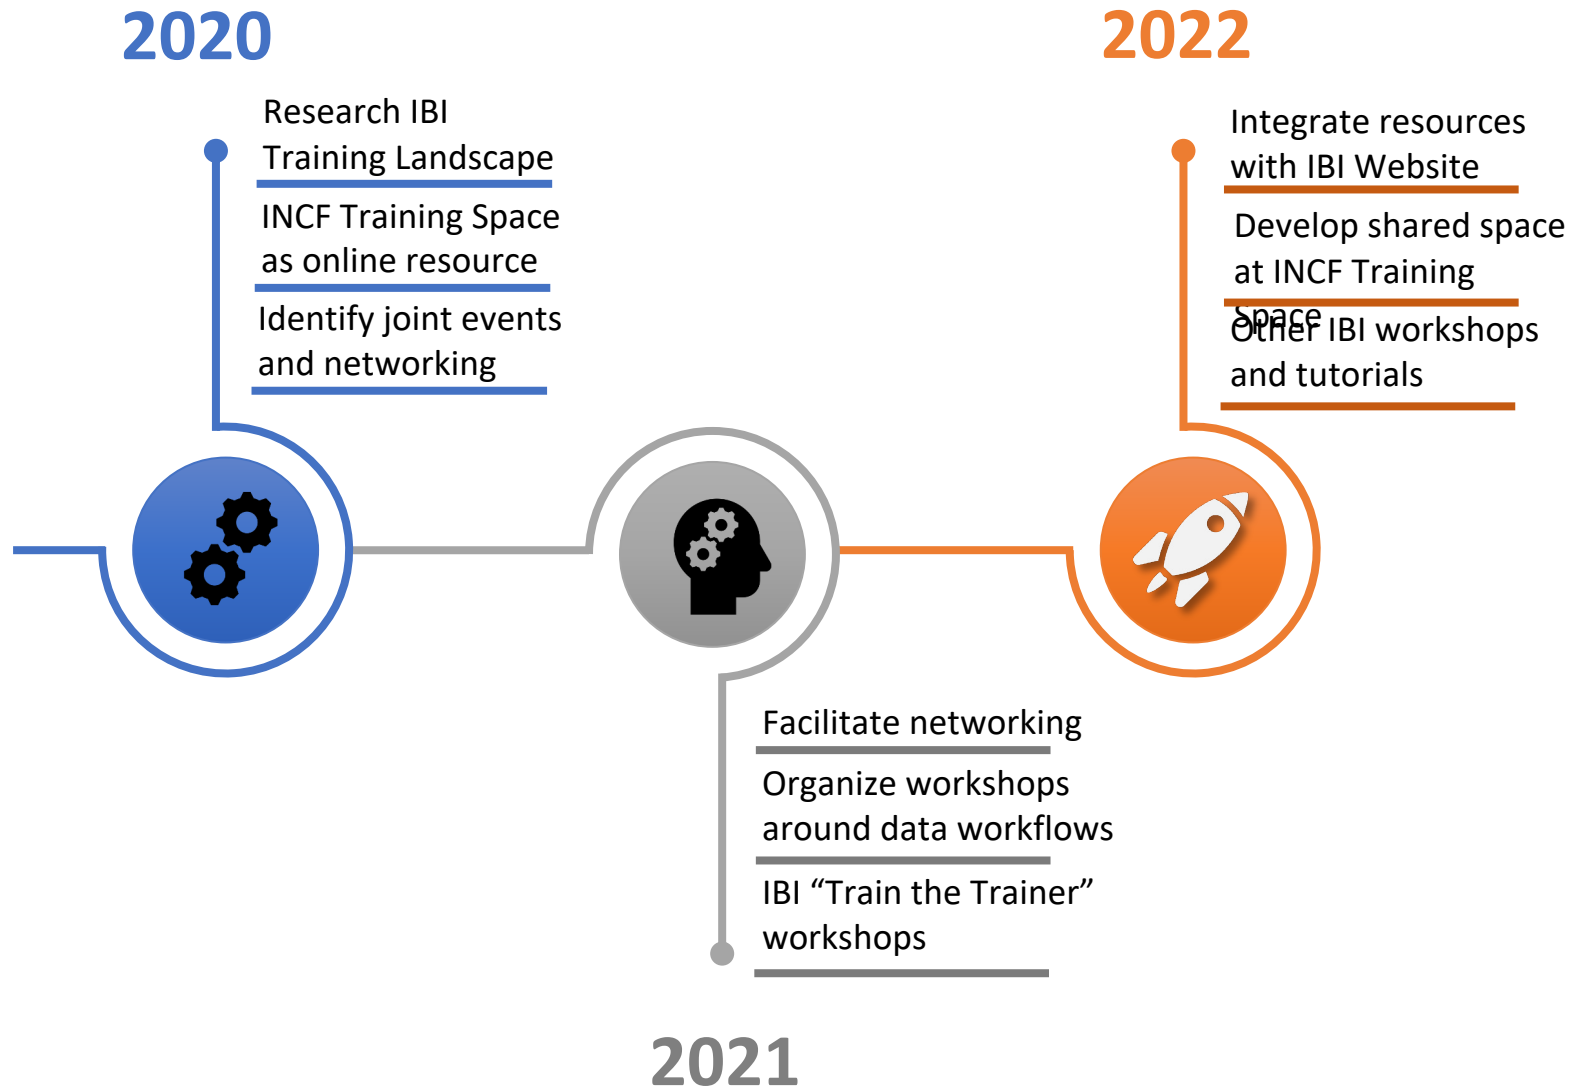 2020
Research IBI
Training Landscape
INCF Training Space
as online resource
Identify joint events
and networking
2022
Integrate resources
with IBI Website
Develop shared space
at INCF Training
Space
Other IBI workshops
and tutorials
Facilitate networking
Organize workshops
around data workflows
IBI “Train the Trainer”
workshops
2021